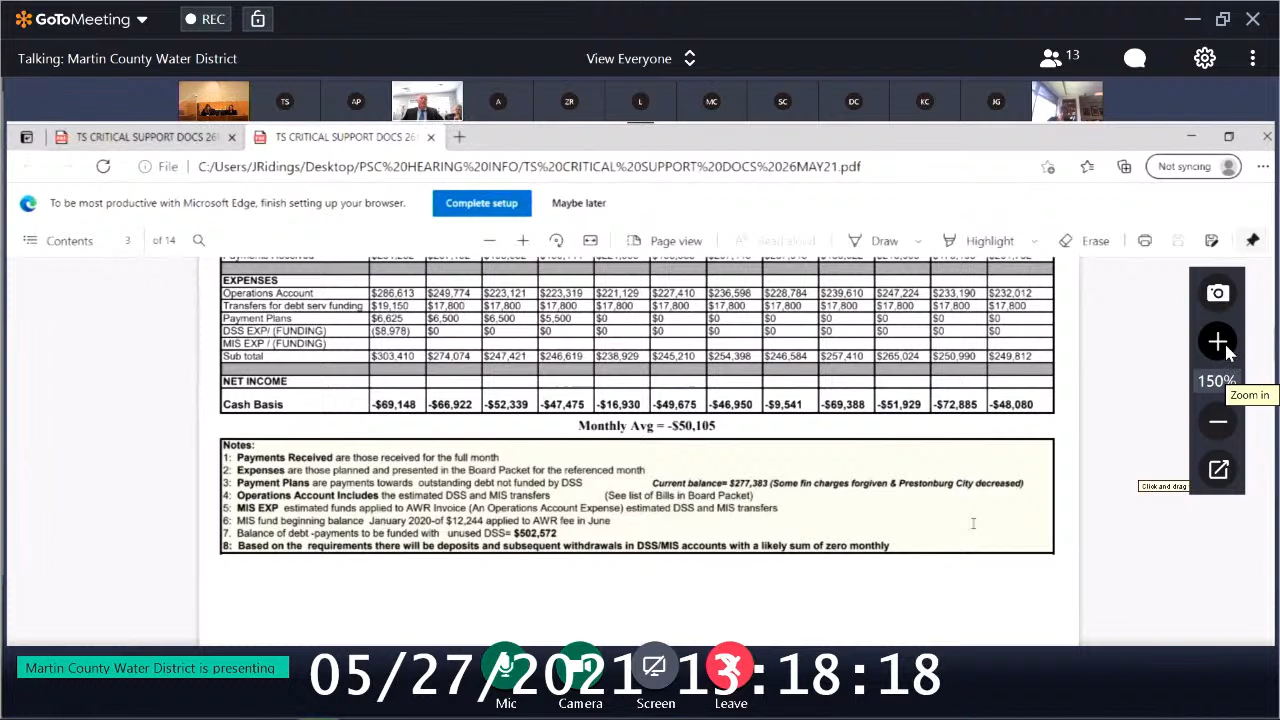 GoToMeeting
REC
Talking: Martin County Water District
View Everyone
13
TS AP A ZR L MC SC DC KC JG
TS CRITICAL SUPPORT DOCS 26
TS CRITICAL SUPPORT DOCS 26
File C:/Users/JRidings/Desktop/PSC%20HEARING%20INFO/TS%20CRITICAL%20SUPPORT%20DOCS%2026MAY21.pdf
Not syncing
To be most productive with Microsoft Edge, finish setting up your browser.
Complete setup
Maybe later
Contents 3 of 14
Page view
Read aloud
Draw
Highlight
Erase
Payments Received
EXPENSES
Operations Account $286,613 $249,774 $223,121 $223,319 $221,129 $227,410 $236,598 $228,784 $239,610 $247,224 $233,190 $232,012
Transfers for debt serv funding $19,150 $17,800 $17,800 $17,800 $17,800 $17,800 $17,800 $17,800 $17,800 $17,800 $17,800 $17,800
Payment Plans $6,625 $6,500 $6,500 $5,500 $0 $0 $0 $0 $0 $0 $0 $0
DSS EXP/ (FUNDING) ($8,978) $0 $0 $0 $0 $0 $0 $0 $0 $0 $0 $0
MIS EXP / (FUNDING)
Sub total $303,410 $274,074 $247,421 $246,619 $238,929 $245,210 $254,398 $246,584 $257,410 $265,024 $250,990 $249,812
NET INCOME
Cash Basis -$69,148 -$66,922 -$52,339 -$47,475 -$16,930 -$49,675 -$46,950 -$9,541 -$69,388 -$51,929 -$72,885 -$48,080
Monthly Avg = -$50,105
Notes:
1: Payments Received are those received for the full month
2: Expenses are those planned and presented in the Board Packet for the referenced month
3: Payment Plans are payments towards outstanding debt not funded by DSS Current balance= $277,383 (Some fin charges forgiven & Prestonburg City decreased)
4: Operations Account Includes the estimated DSS and MIS transfers (See list of Bills in Board Packet)
5: MIS EXP estimated funds applied to AWR Invoice (An Operations Account Expense) estimated DSS and MIS transfers
6: MIS fund beginning balance January 2020-of $12,244 applied to AWR fee in June
7. Balance of debt -payments to be funded with unused DSS= $502,572
8: Based on the requirements there will be deposits and subsequent withdrawals in DSS/MIS accounts with a likely sum of zero monthly
150%
Zoom in
Click and drag
Martin County Water District is presenting
05/27/2021 13:18:18
Mic
Camera
Screen
Leave